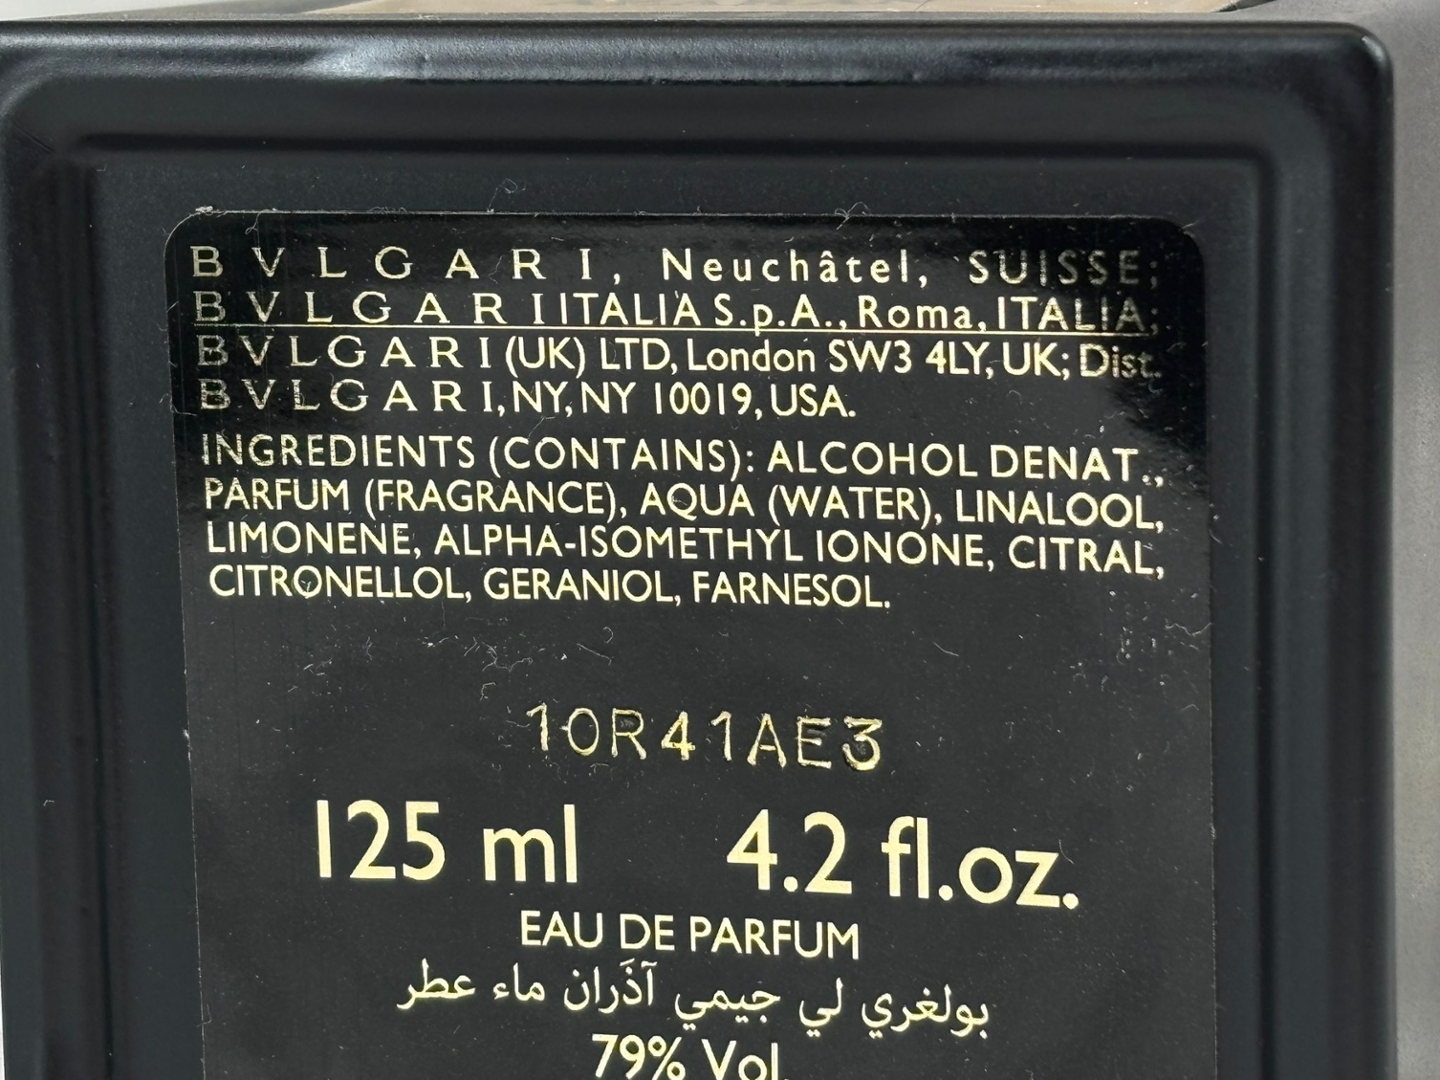 BVLGARI, Neuchâtel, SUISSE;
BVLGARI ITALIA S.p.A., Roma, ITALIA;
BVLGARI (UK) LTD, London SW3 4LY, UK; Dist.
BVLGARI, NY, NY 10019, USA.
INGREDIENTS (CONTAINS): ALCOHOL DENAT.,
PARFUM (FRAGRANCE), AQUA (WATER), LINALOOL,
LIMONENE, ALPHA-ISOMETHYL IONONE, CITRAL,
CITRONELLOL, GERANIOL, FARNESOL.
10R41AE3
125 ml 4.2 fl.oz.
EAU DE PARFUM
بولغري لي جيمي آذَران ماء عطر
79% Vol.